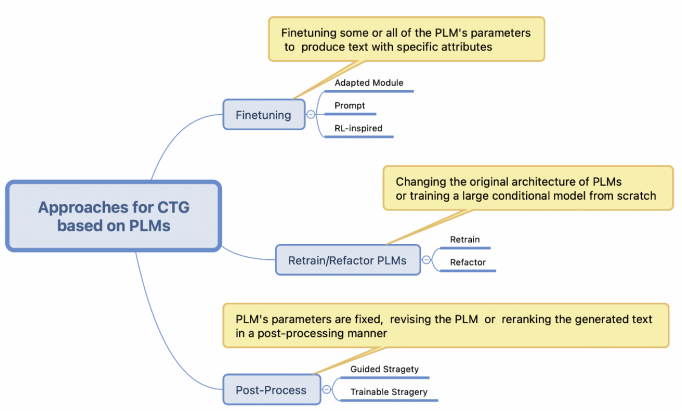 Finetuning some or all of the PLM's parameters
to produce text with specific attributes
Adapted Module
Finetuning
Prompt
RL-inspired
Changing the original architecture of PLMs
or training a large conditional model from scratch
Approaches for CTG
based on PLMs
Retrain
Retrain/Refactor PLMs
Refactor
PLM's parameters are fixed, revising the PLM or reranking the generated text
in a post-processing manner
Guided Stragety
Post-Process
Trainable Stragery